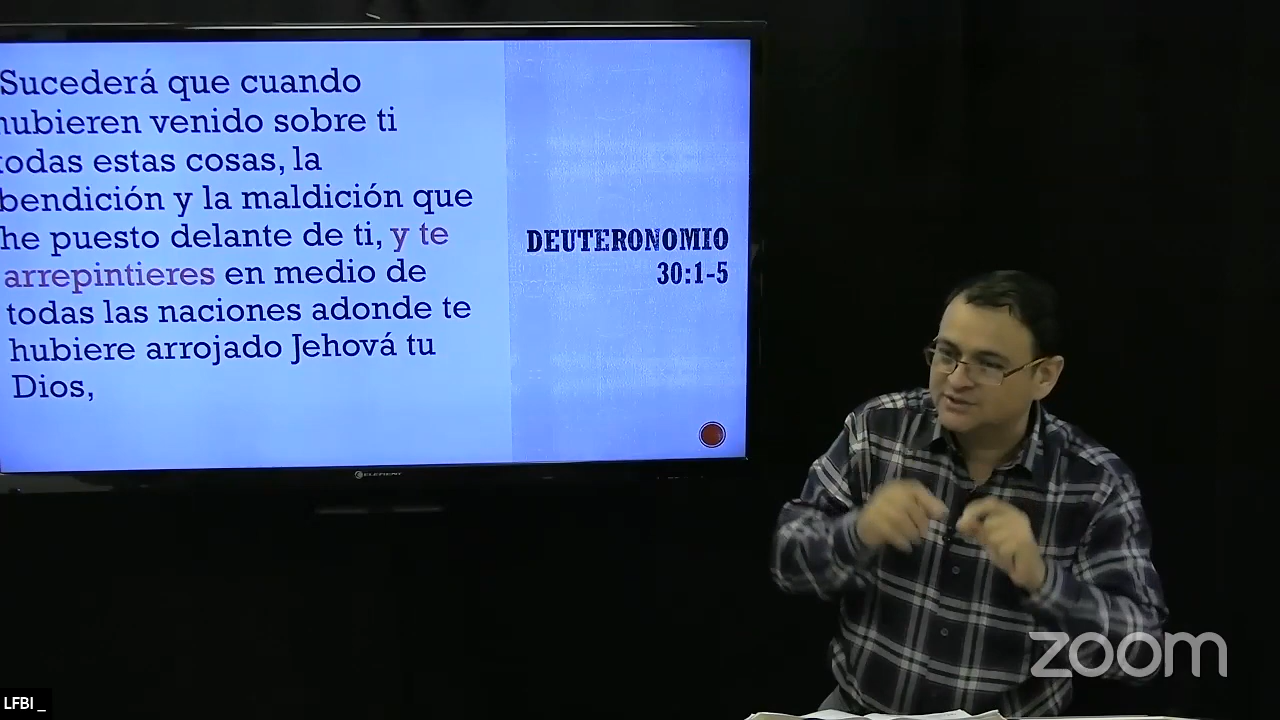 Sucederá que cuando
hubieren venido sobre ti
todas estas cosas, la
bendición y la maldición que
he puesto delante de ti, y te
arrepintieres en medio de
todas las naciones adonde te
hubiere arrojado Jehová tu
Dios,
DEUTERONOMIO
30:1-5
ELEMENT
zoom
LFBI _